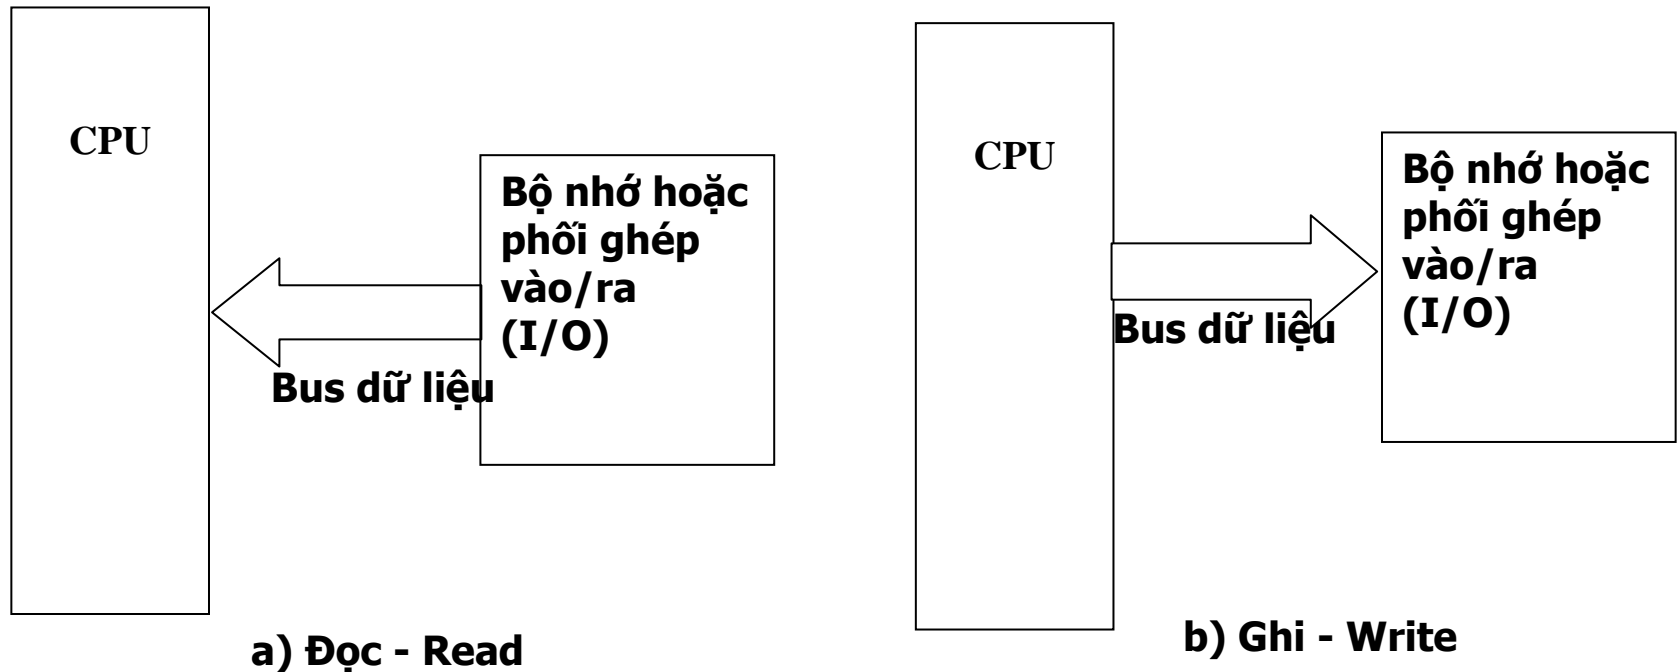 CPU
Bộ nhớ hoặc
phối ghép
vào/ra
(I/O)
Bus dữ liệu
a) Đọc - Read
CPU
Bộ nhớ hoặc
phối ghép
vào/ra
(I/O)
Bus dữ liệu
b) Ghi - Write